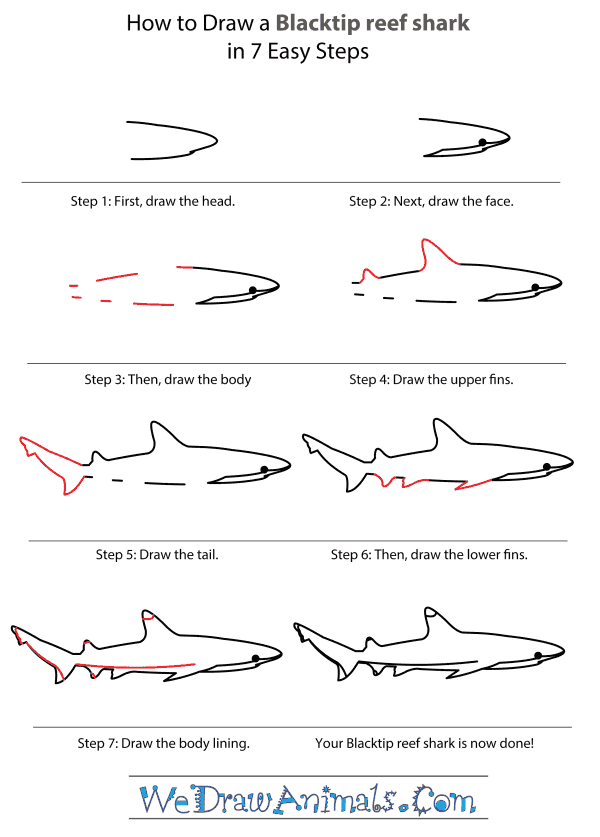 How to Draw a Blacktip reef shark
in 7 Easy Steps
Step 1: First, draw the head.
Step 2: Next, draw the face.
Step 3: Then, draw the body
Step 4: Draw the upper fins.
Step 5: Draw the tail.
Step 6: Then, draw the lower fins.
Step 7: Draw the body lining.
Your Blacktip reef shark is now done!
WeDrawAnimals.Com